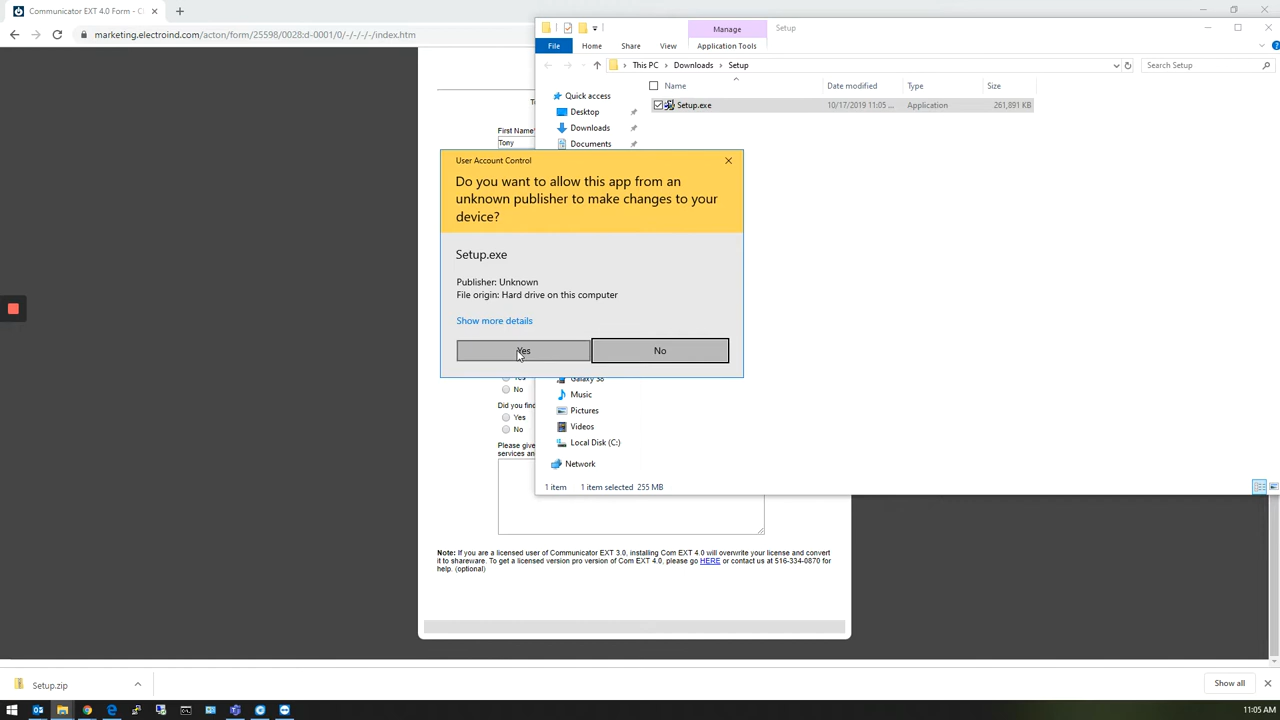 Communicator EXT 4.0 Form -
marketing.electroind.com/acton/form/25598/0028:d-0001/0/-/-/-/-/index.htm
Manage
Setup
File
Home
Share
View
Application Tools
This PC
Downloads
Setup
Search Setup
Name
Date modified
Type
Size
Quick access
Setup.exe
10/17/2019 11:05 ...
Application
261,891 KB
Desktop
Downloads
Documents
First Name*
Tony
User Account Control
Do you want to allow this app from an
unknown publisher to make changes to your
device?
Setup.exe
Publisher: Unknown
File origin: Hard drive on this computer
Show more details
Yes
No
Music
Pictures
Videos
Local Disk (C:)
Network
1 item
1 item selected
255 MB
No
Did you find
Yes
No
Please give
services an
Note: If you are a licensed user of Communicator EXT 3.0, installing Com EXT 4.0 will overwrite your license and convert
it to shareware. To get a licensed version pro version of Com EXT 4.0, please go HERE or contact us at 516-334-0870 for
help. (optional)
Setup.zip
Show all
11:05 AM